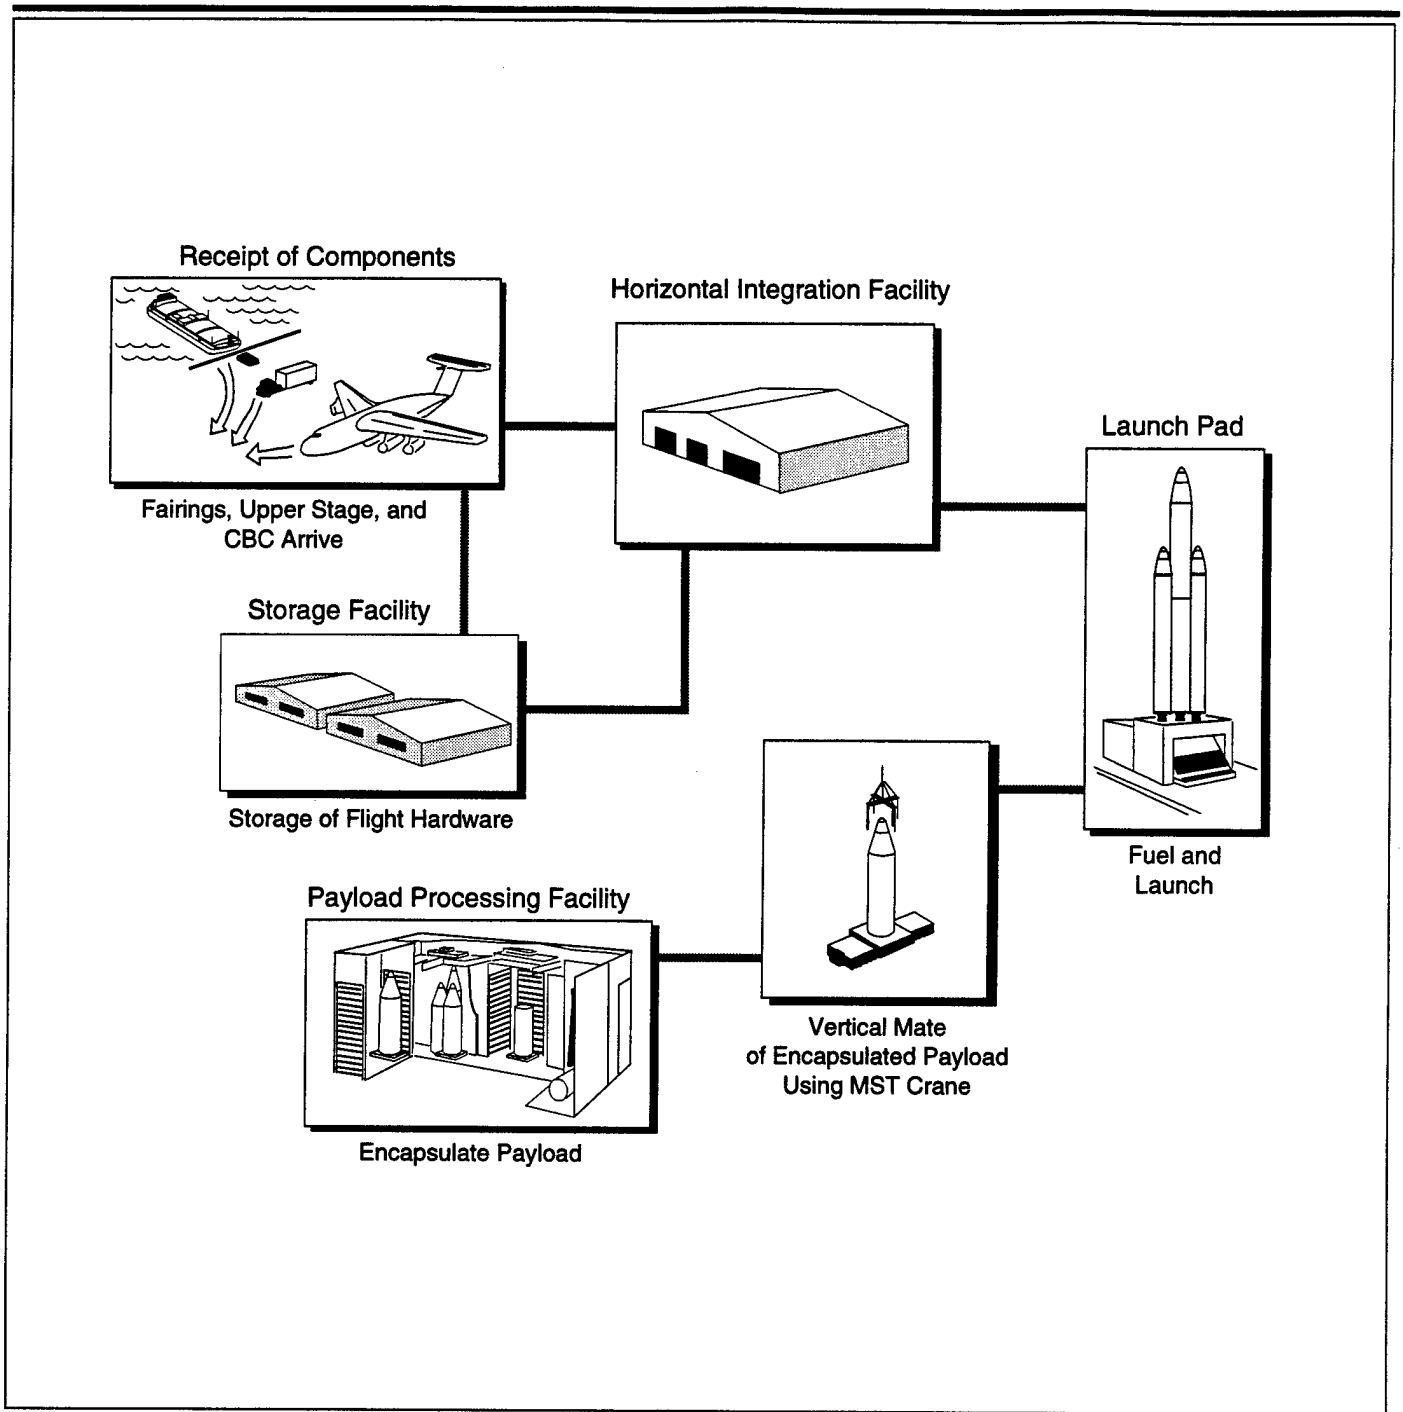 Receipt of Components
Fairings, Upper Stage, and
CBC Arrive
Horizontal Integration Facility
Launch Pad
Fuel and
Launch
Storage Facility
Storage of Flight Hardware
Payload Processing Facility
Encapsulate Payload
Vertical Mate
of Encapsulated Payload
Using MST Crane